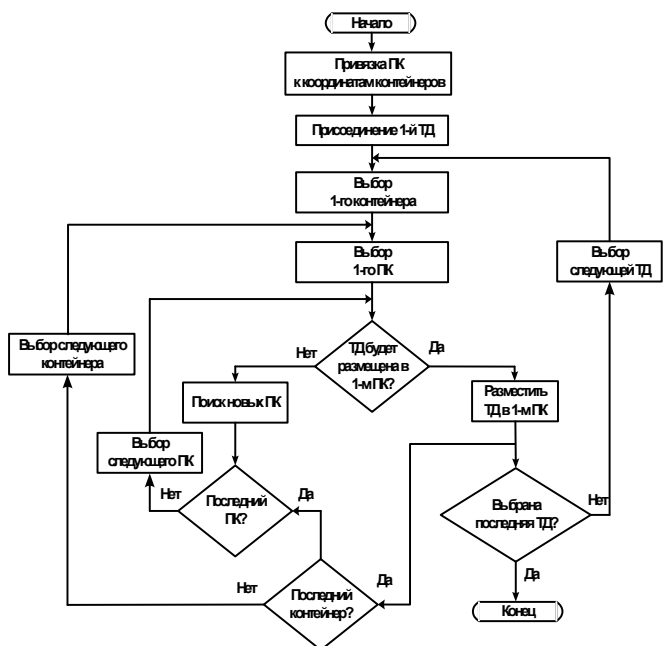 Начало
Привязка ПК
к координатам контейнеров
Присоединение 1-й ТД
Выбор
1-го контейнера
Выбор
1-го ПК
Выбор
следующей ТД
Выбор следующего
контейнера
Нет
ТД будет
размещена в
1-м ПК?
Да
Поиск новых ПК
Разместить
ТД в 1-м ПК
Выбор
следующего ПК
Нет
Последний
ПК?
Да
Выбрана
последняя ТД?
Нет
Нет
Последний
контейнер?
Да
Да
Конец